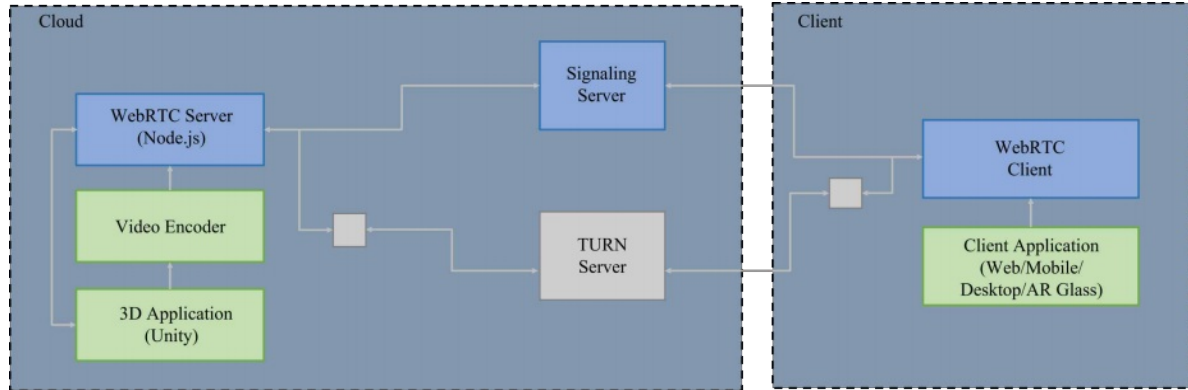 Cloud
Client
Signaling
Server
WebRTC Server
(Node.js)
WebRTC
Client
Video Encoder
TURN
Server
Client Application
(Web/Mobile/
Desktop/AR Glass)
3D Application
(Unity)